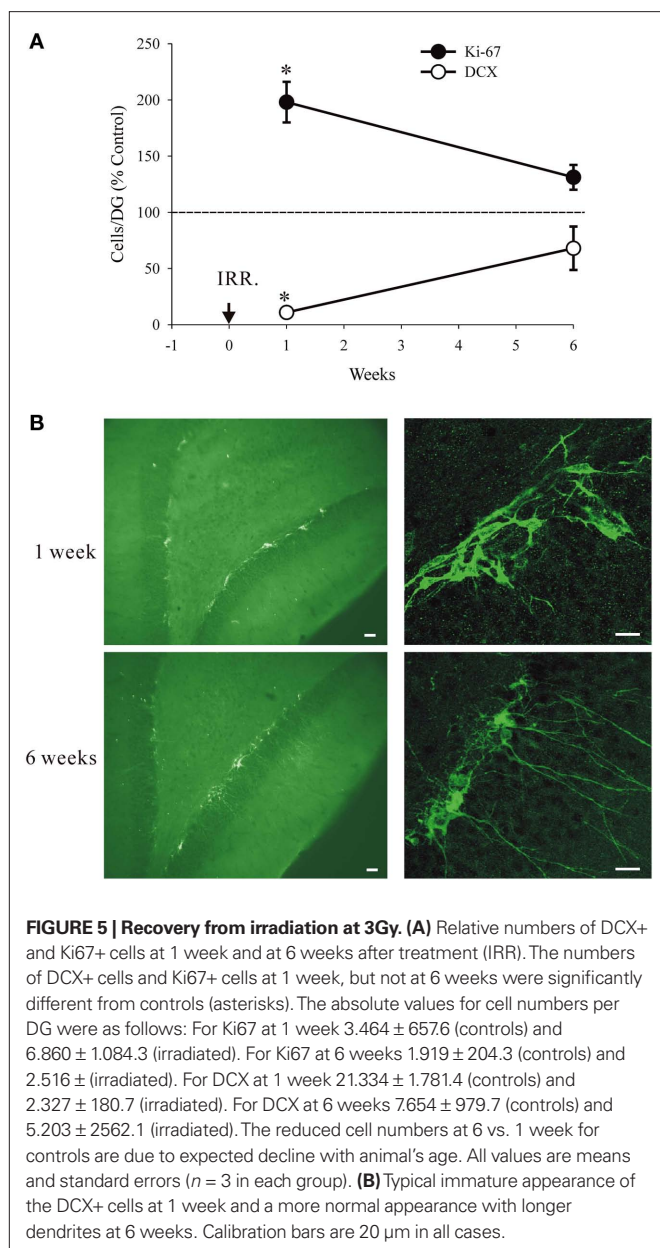 A
250
200
150
100
50
0
Cells/DG (% Control)
Ki-67
DCX
*
*
IRR.
-1 0 1 2 3 4 5 6
Weeks
B
1 week
6 weeks
FIGURE 5 | Recovery from irradiation at 3Gy. (A) Relative numbers of DCX+
and Ki67+ cells at 1 week and at 6 weeks after treatment (IRR). The numbers
of DCX+ cells and Ki67+ cells at 1 week, but not at 6 weeks were significantly
different from controls (asterisks). The absolute values for cell numbers per
DG were as follows: For Ki67 at 1 week 3.464 ± 657.6 (controls) and
6.860 ± 1.084.3 (irradiated). For Ki67 at 6 weeks 1.919 ± 204.3 (controls) and
2.516 ± (irradiated). For DCX at 1 week 21.334 ± 1.781.4 (controls) and
2.327 ± 180.7 (irradiated). For DCX at 6 weeks 7.654 ± 979.7 (controls) and
5.203 ± 2562.1 (irradiated). The reduced cell numbers at 6 vs. 1 week for
controls are due to expected decline with animal's age. All values are means
and standard errors (n = 3 in each group). (B) Typical immature appearance of
the DCX+ cells at 1 week and a more normal appearance with longer
dendrites at 6 weeks. Calibration bars are 20 µm in all cases.